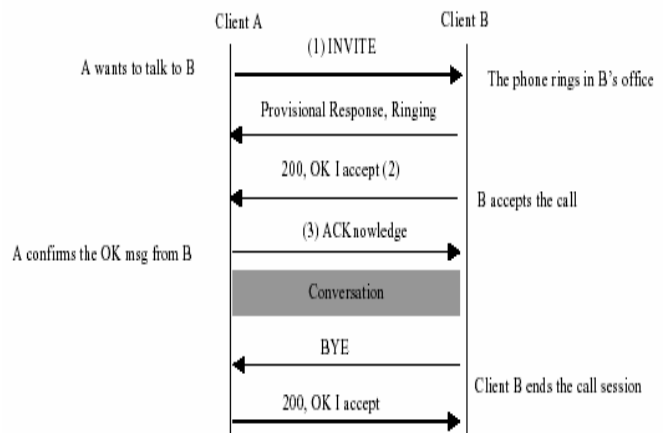 Client A
Client B
(1) INVITE
A wants to talk to B
The phone rings in B's office
Provisional Response, Ringing
200, OK I accept (2)
B accepts the call
(3) ACKnowledge
A confirms the OK msg from B
Conversation
BYE
Client B ends the call session
200, OK I accept